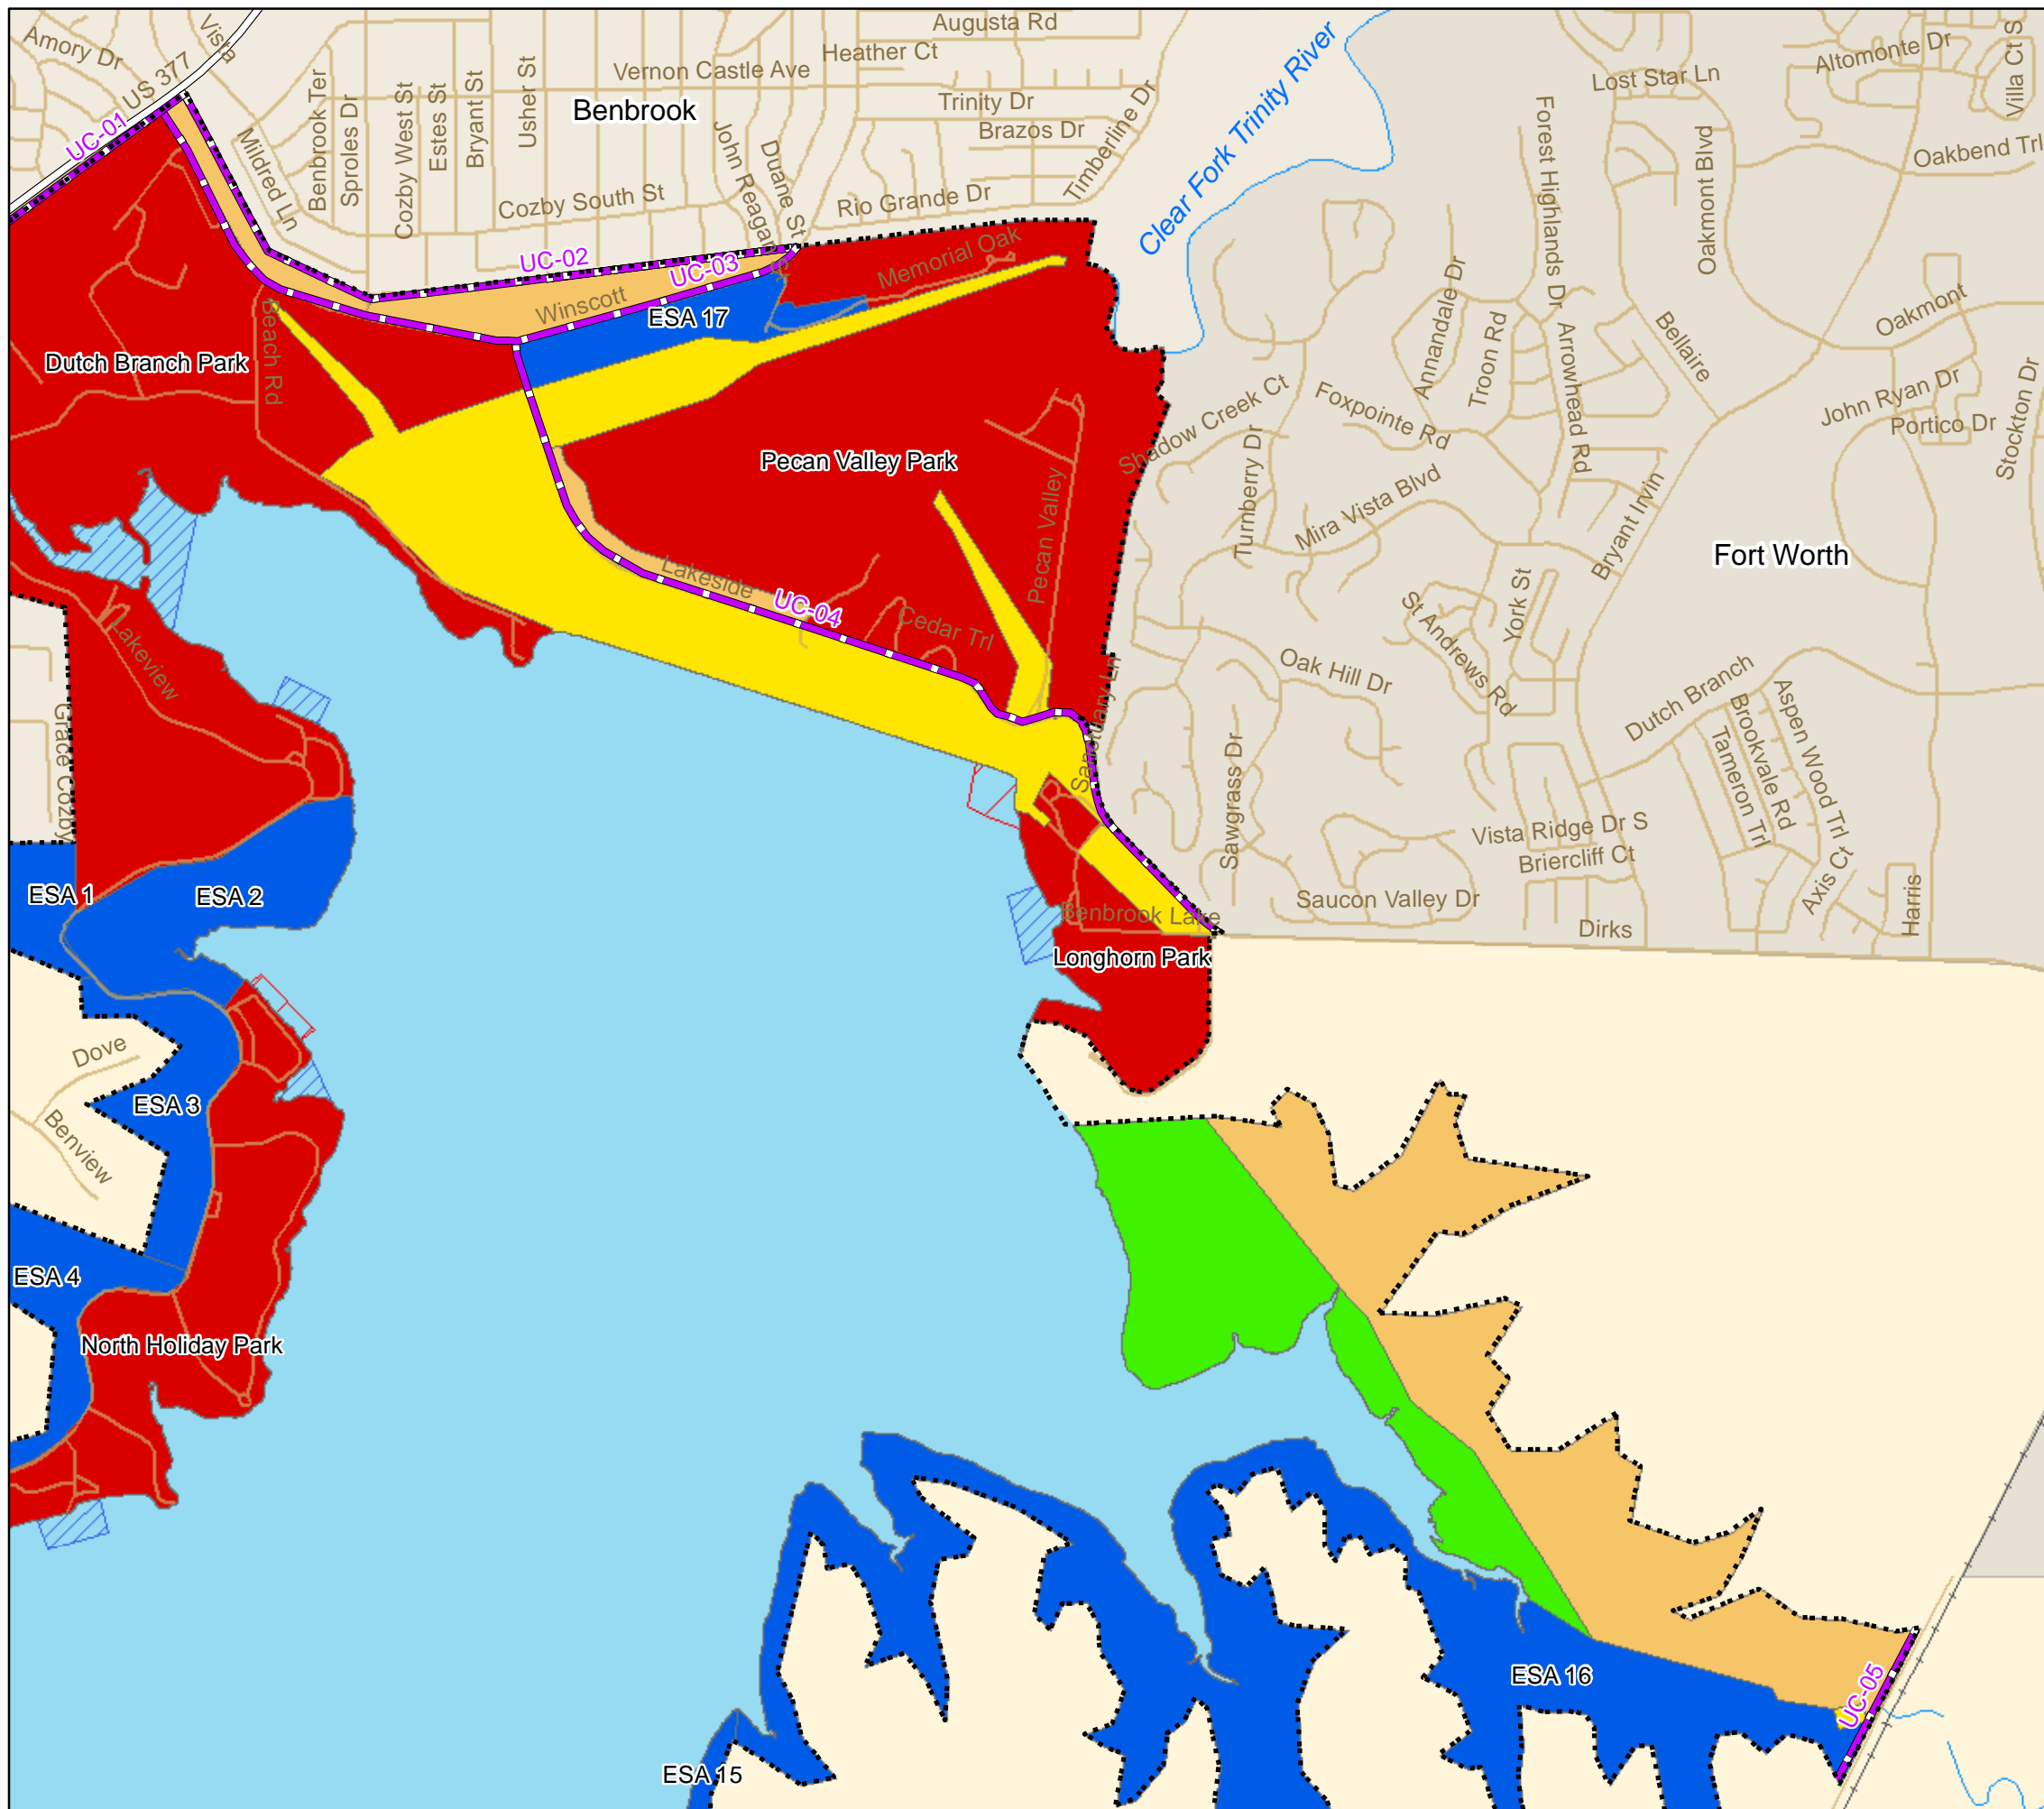 Augusta Rd
Heather Ct
Amory Dr
Vista
US 377
Vernon Castle Ave
Benbrook
Trinity Dr
Brazos Dr
Timberline Dr
Clear Fork Trinity River
Lost Star Ln
Altomonte Dr
Villa Ct S
Oakbend Trl
Oakmont Blvd
Forest Highlands Dr
UC-01
Mildred Ln
Benbrook Ter
Sproles Dr
Cozby West St
Estes St
Bryant St
Usher St
John Reagan St
Duane St
Cozby South St
Rio Grande Dr
UC-02
UC-03
Memorial Oak
Winscott
ESA 17
Beach Rd
Dutch Branch Park
Pecan Valley Park
Pecan Valley
Shadow Creek Ct
Turnberry Dr
Foxpointe Rd
Annandale Dr
Troon Rd
Arrowhead Rd
Bellaire
Oakmont
John Ryan Dr
Portico Dr
Stockton Dr
Mira Vista Blvd
Bryant Irvin
Fort Worth
Lakeside
UC-04
Cedar Trl
St Andrews Rd
York St
Oak Hill Dr
Sanctuary Ln
Lakeview
Grace Cozby
Sawgrass Dr
Dutch Branch
Aspen Wood Trl
Brookvale Rd
Tameron Trl
Vista Ridge Dr S
Briercliff Ct
Axis Ct
Harris
Saucon Valley Dr
Dirks
ESA 1
ESA 2
Benbrook Lake
Longhorn Park
Dove
ESA 3
Benview
ESA 4
North Holiday Park
ESA 16
UC-05
ESA 15